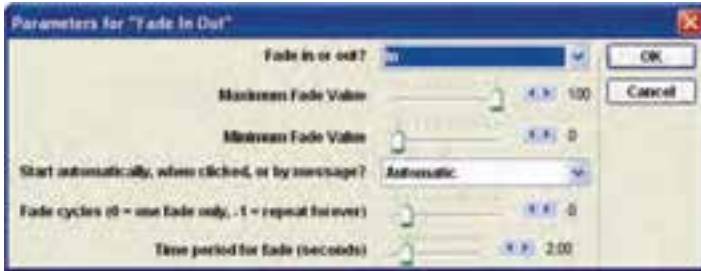 Parameters for "Fade In Out"
Fade in or out? In OK
Maximum Fade Value 100 Cancel
Minimum Fade Value 0
Start automatically, when clicked, or by message? Automatic
Fade cycles (0 = one fade only, -1 = repeat forever) 0
Time period for fade (seconds) 2.00